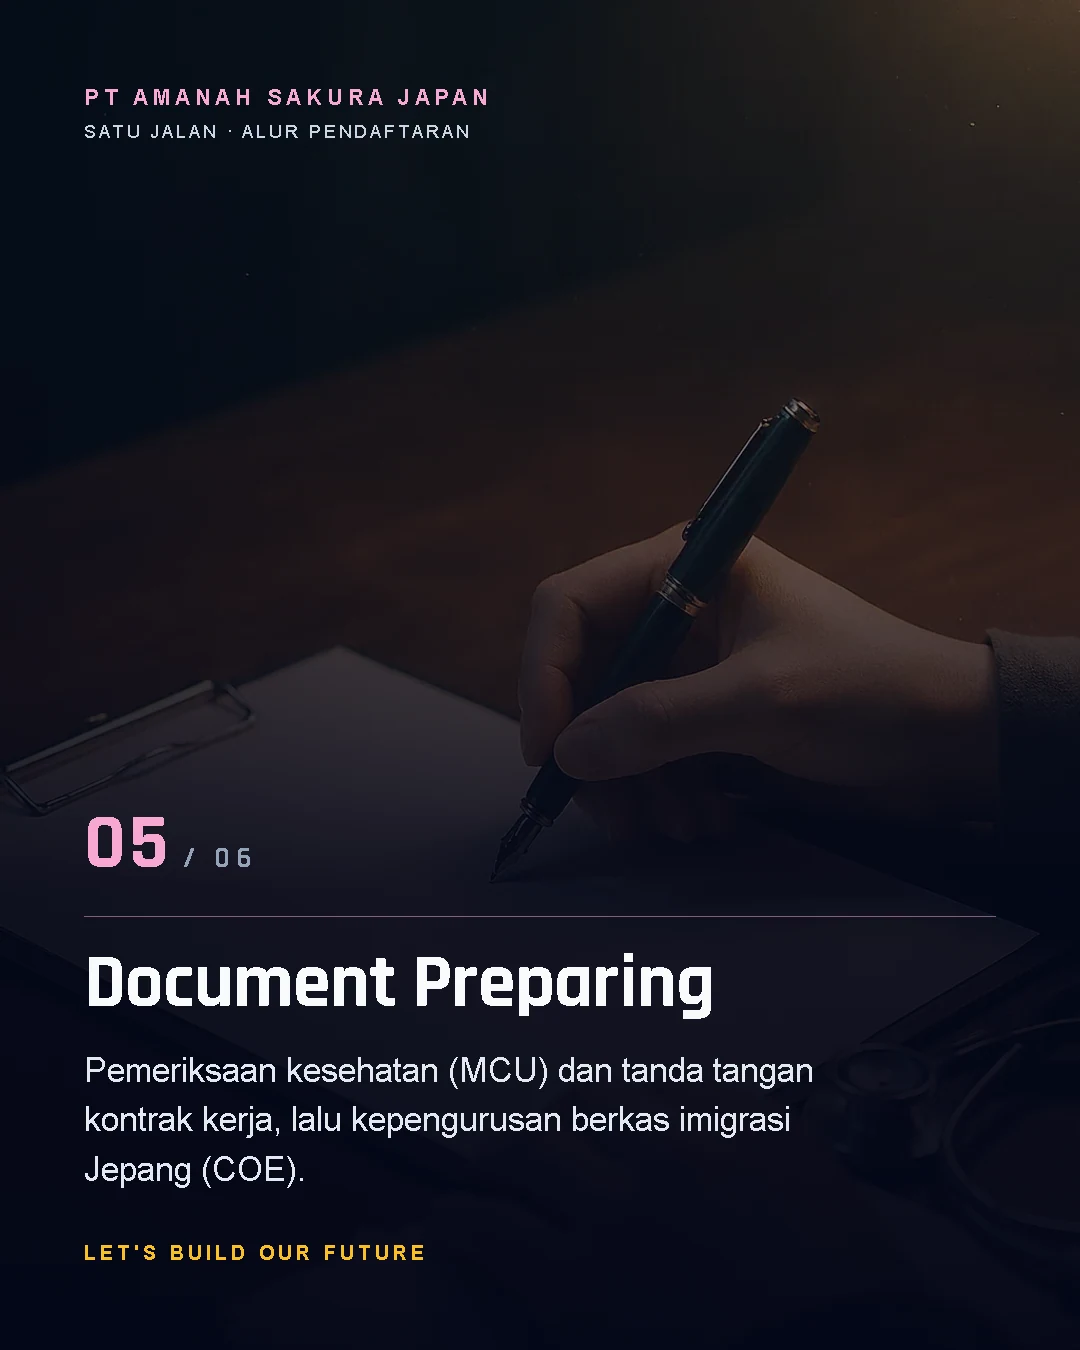 PT AMANAH SAKURA JAPAN
SATU JALAN · ALUR PENDAFTARAN
05 / 06
Document Preparing
Pemeriksaan kesehatan (MCU) dan tanda tangan
kontrak kerja, lalu kepengurusan berkas imigrasi
Jepang (COE).
LET'S BUILD OUR FUTURE